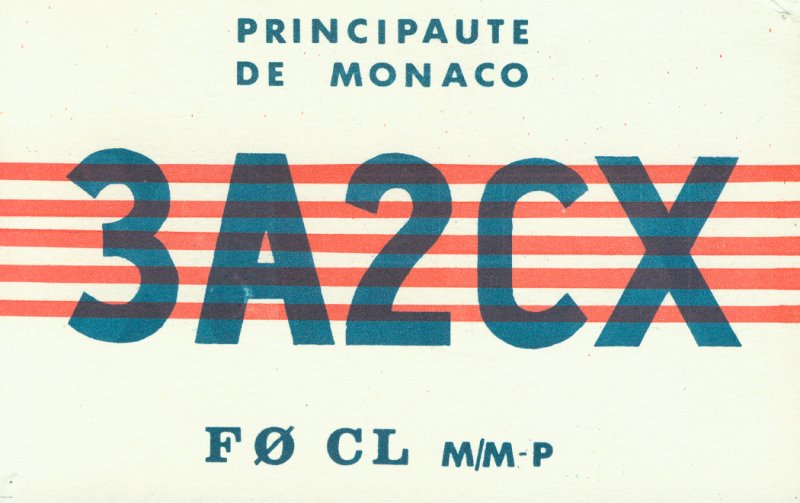 PRINCIPAUTE
DE MONACO
3A2CX
FØ CL M/M-P